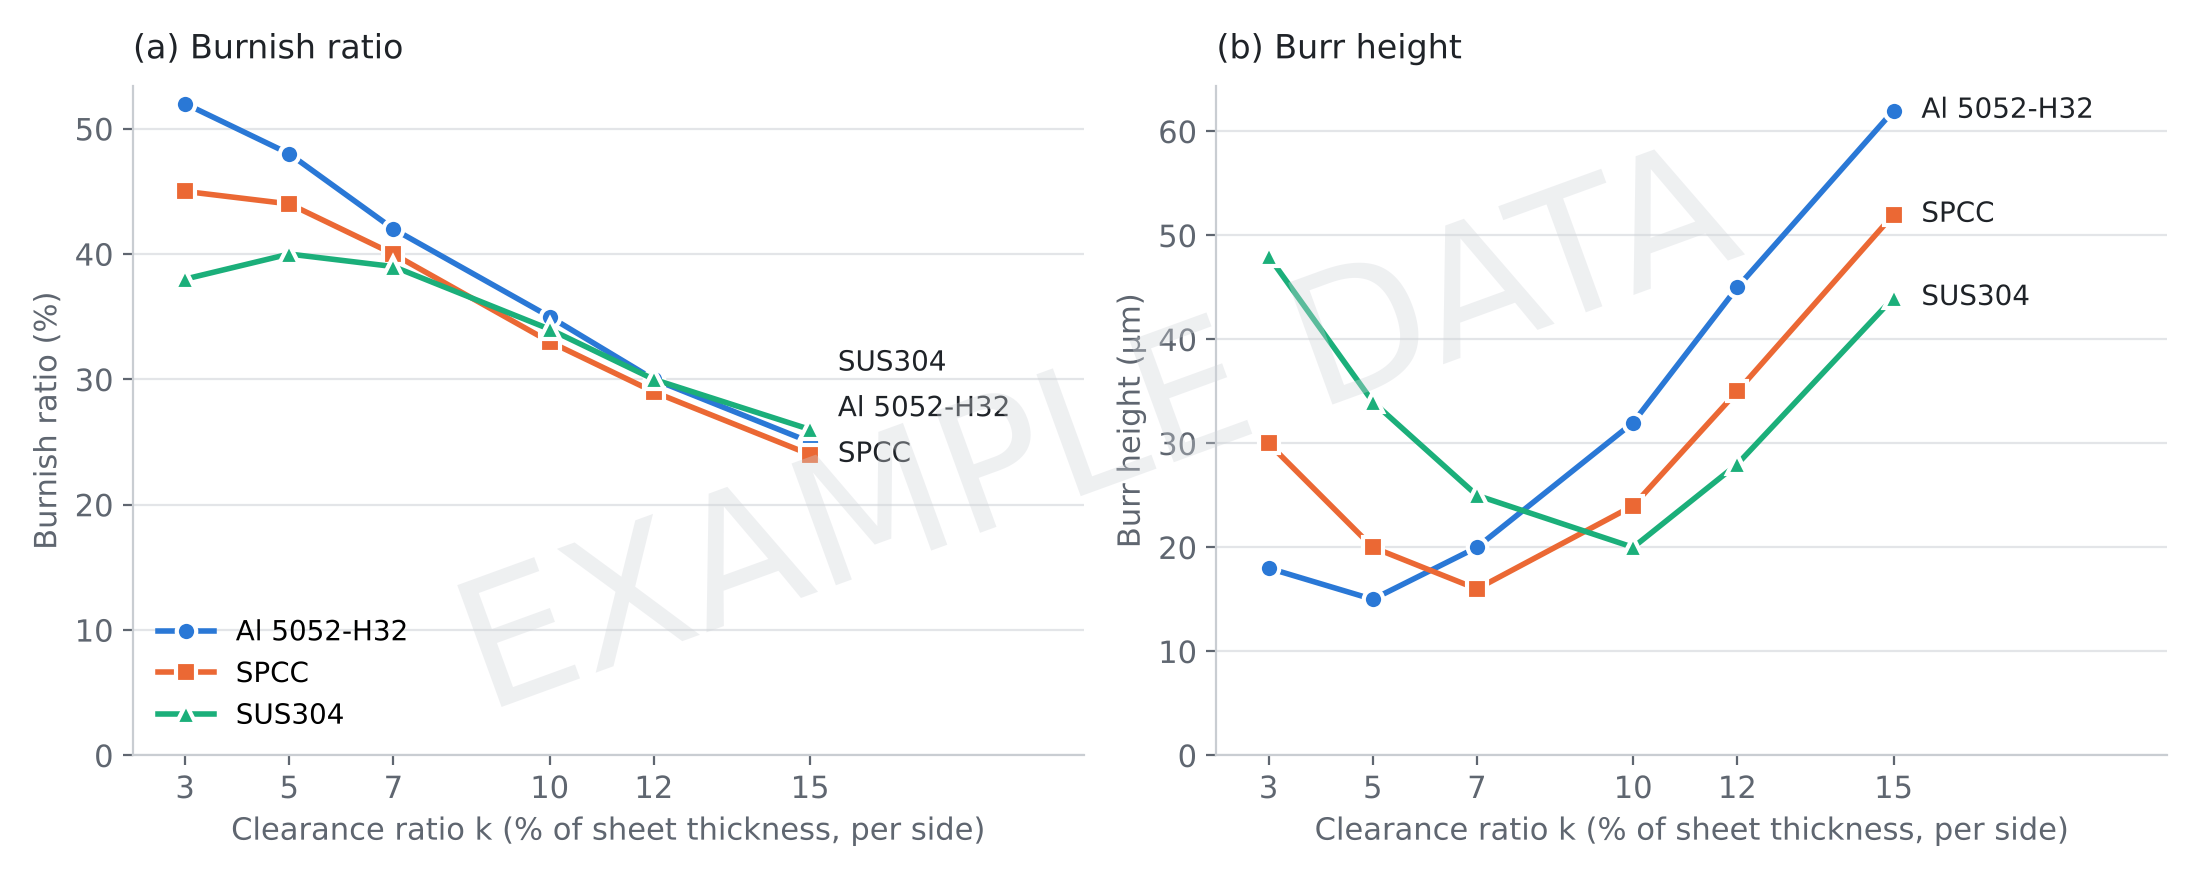 (a) Burnish ratio
Burnish ratio (%)
50
40
30
20
10
0
3 5 7 10 12 15
Clearance ratio k (% of sheet thickness, per side)
SUS304
Al 5052-H32
SPCC
Al 5052-H32
SPCC
SUS304
(b) Burr height
Burr height (μm)
60
50
40
30
20
10
0
3 5 7 10 12 15
Clearance ratio k (% of sheet thickness, per side)
Al 5052-H32
SPCC
SUS304
EXAMPLE DATA